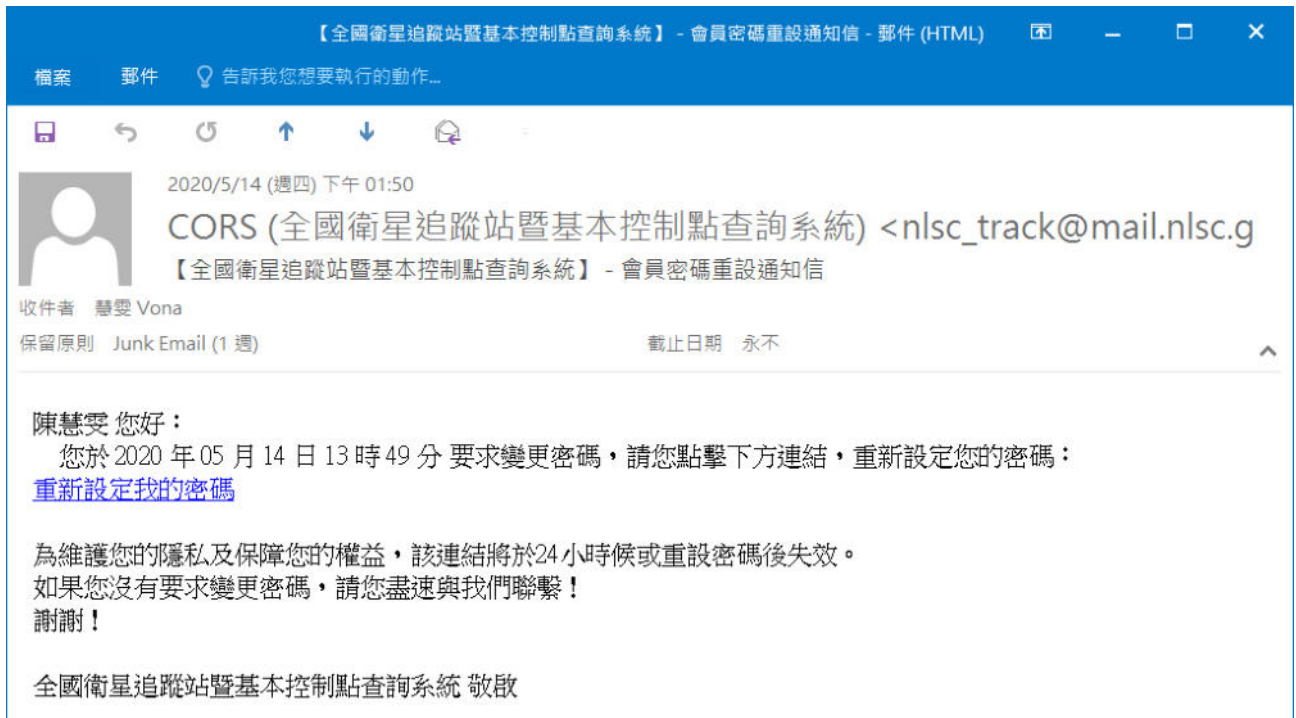 【全國衛星追蹤站暨基本控制點查詢系統】 - 會員密碼重設通知信 - 郵件 (HTML)
檔案 郵件 告訴我您想要執行的動作...
2020/5/14 (週四) 下午 01:50
CORS (全國衛星追蹤站暨基本控制點查詢系統) <nlsc_track@mail.nlsc.g
【全國衛星追蹤站暨基本控制點查詢系統】 - 會員密碼重設通知信
收件者 慧雯 Vona
保留原則 Junk Email (1 週) 截止日期 永不
陳慧雯 您好：
您於 2020 年 05 月 14 日 13 時 49 分 要求變更密碼，請您點擊下方連結，重新設定您的密碼：
重新設定我的密碼
為維護您的隱私及保障您的權益，該連結將於24小時候或重設密碼後失效。
如果您沒有要求變更密碼，請您盡速與我們聯繫！
謝謝！
全國衛星追蹤站暨基本控制點查詢系統 敬啟